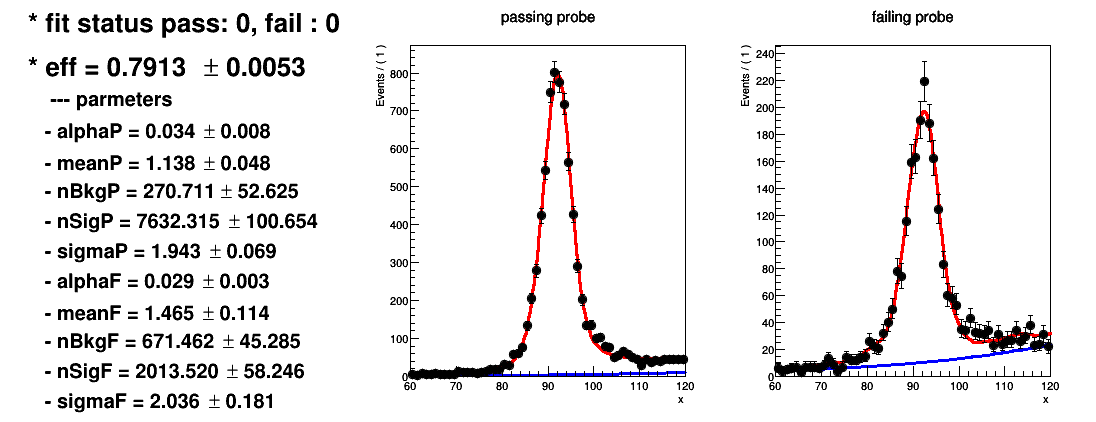 * fit status pass: 0, fail : 0
* eff = 0.7913 ± 0.0053
--- parmeters
- alphaP = 0.034 ± 0.008
- meanP = 1.138 ± 0.048
- nBkgP = 270.711 ± 52.625
- nSigP = 7632.315 ± 100.654
- sigmaP = 1.943 ± 0.069
- alphaF = 0.029 ± 0.003
- meanF = 1.465 ± 0.114
- nBkgF = 671.462 ± 45.285
- nSigF = 2013.520 ± 58.246
- sigmaF = 2.036 ± 0.181
passing probe
Events / ( 1 )
800
700
600
500
400
300
200
100
0
60 70 80 90 100 110 120
x
failing probe
Events / ( 1 )
240
220
200
180
160
140
120
100
80
60
40
20
0
60 70 80 90 100 110 120
x